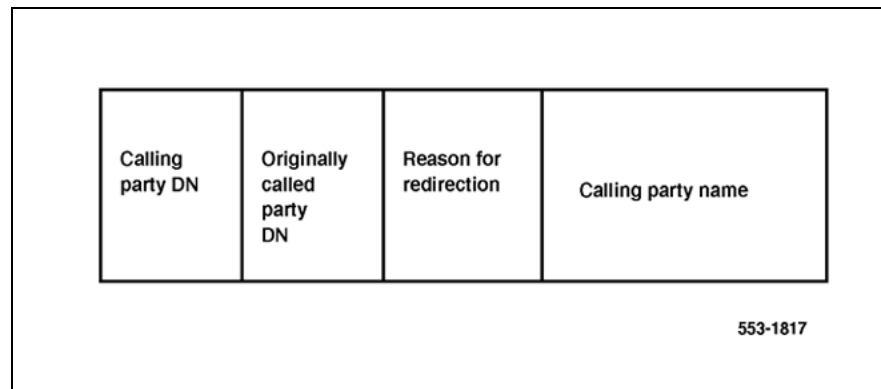 Calling
party DN
Originally
called
party
DN
Reason for
redirection
Calling party name
553-1817